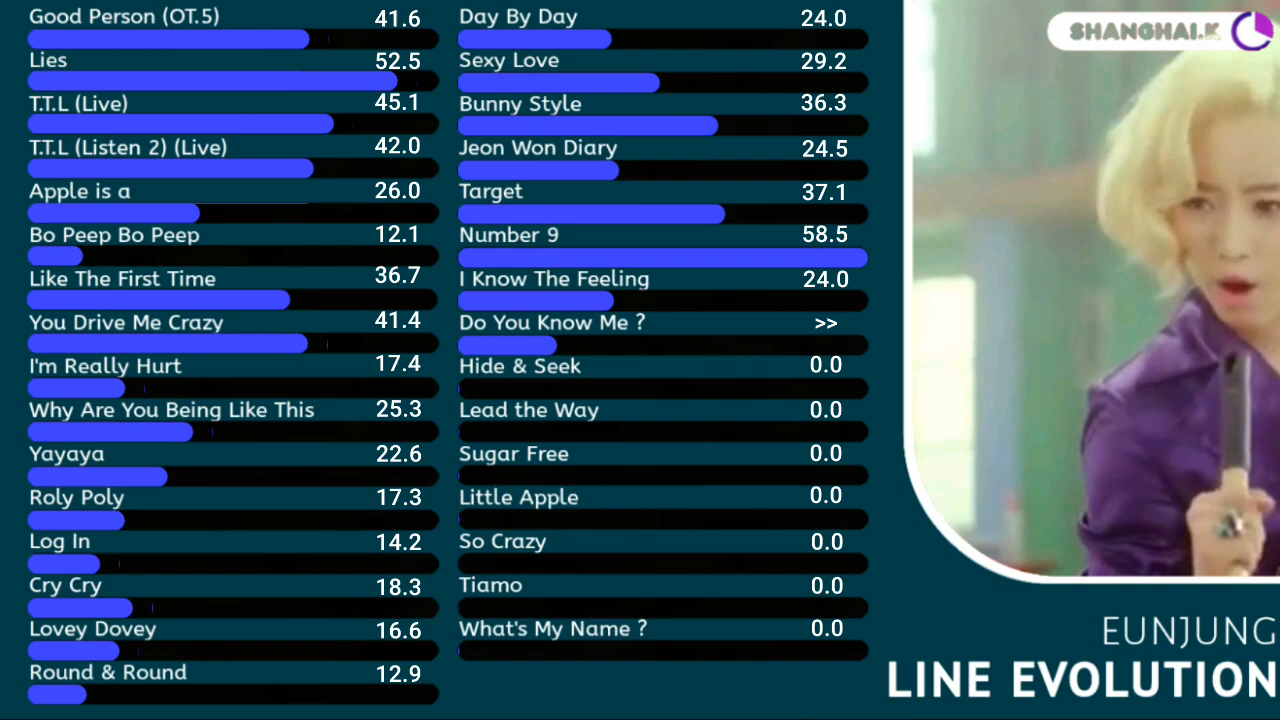 Good Person (OT.5) 41.6
Lies 52.5
T.T.L (Live) 45.1
T.T.L (Listen 2) (Live) 42.0
Apple is a 26.0
Bo Peep Bo Peep 12.1
Like The First Time 36.7
You Drive Me Crazy 41.4
I'm Really Hurt 17.4
Why Are You Being Like This 25.3
Yayaya 22.6
Roly Poly 17.3
Log In 14.2
Cry Cry 18.3
Lovey Dovey 16.6
Round & Round 12.9
Day By Day 24.0
Sexy Love 29.2
Bunny Style 36.3
Jeon Won Diary 24.5
Target 37.1
Number 9 58.5
I Know The Feeling 24.0
Do You Know Me ? >>
Hide & Seek 0.0
Lead the Way 0.0
Sugar Free 0.0
Little Apple 0.0
So Crazy 0.0
Tiamo 0.0
What's My Name ? 0.0
SHANGHAI.K
EUNJUNG
LINE EVOLUTION